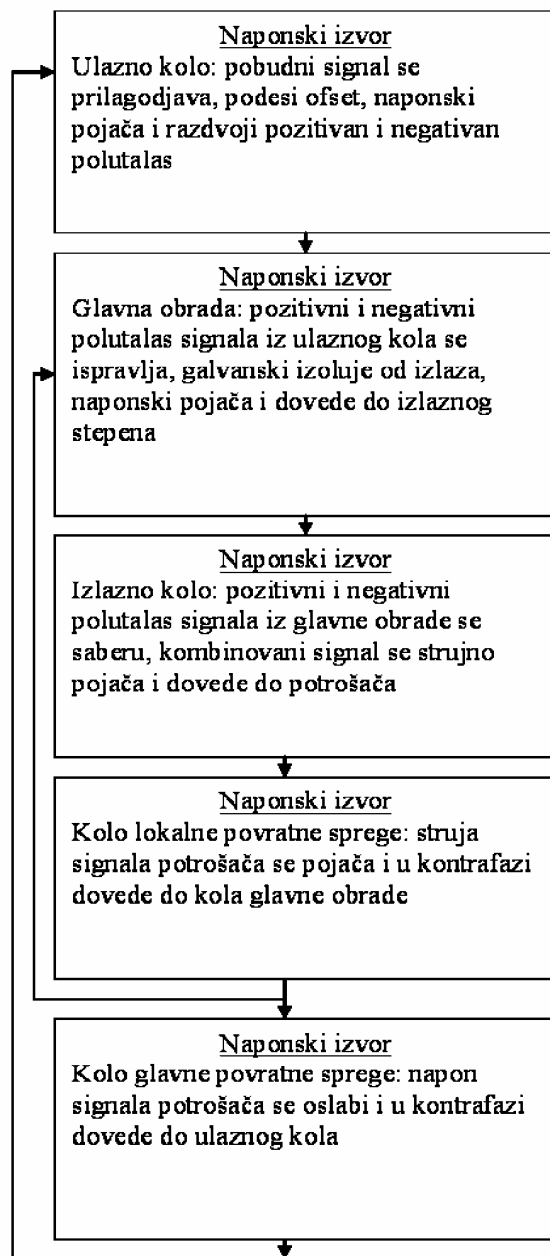 Naponski izvor
Ulazno kolo: pobudni signal se
prilagodjava, podesi ofset, naponski
pojača i razdvoji pozitivan i negativan
polutalas
Naponski izvor
Glavna obrada: pozitivni i negativni
polutalas signala iz ulaznog kola se
ispravlja, galvanski izoluje od izlaza,
naponski pojača i dovede do izlaznog
stepena
Naponski izvor
Izlazno kolo: pozitivni i negativni
polutalas signala iz glavne obrade se
saberu, kombinovani signal se strujno
pojača i dovede do potrošača
Naponski izvor
Kolo lokalne povratne sprege: struja
signala potrošača se pojača i u kontrafazi
dovede do kola glavne obrade
Naponski izvor
Kolo glavne povratne sprege: napon
signala potrošača se oslabi i u kontrafazi
dovede do ulaznog kola